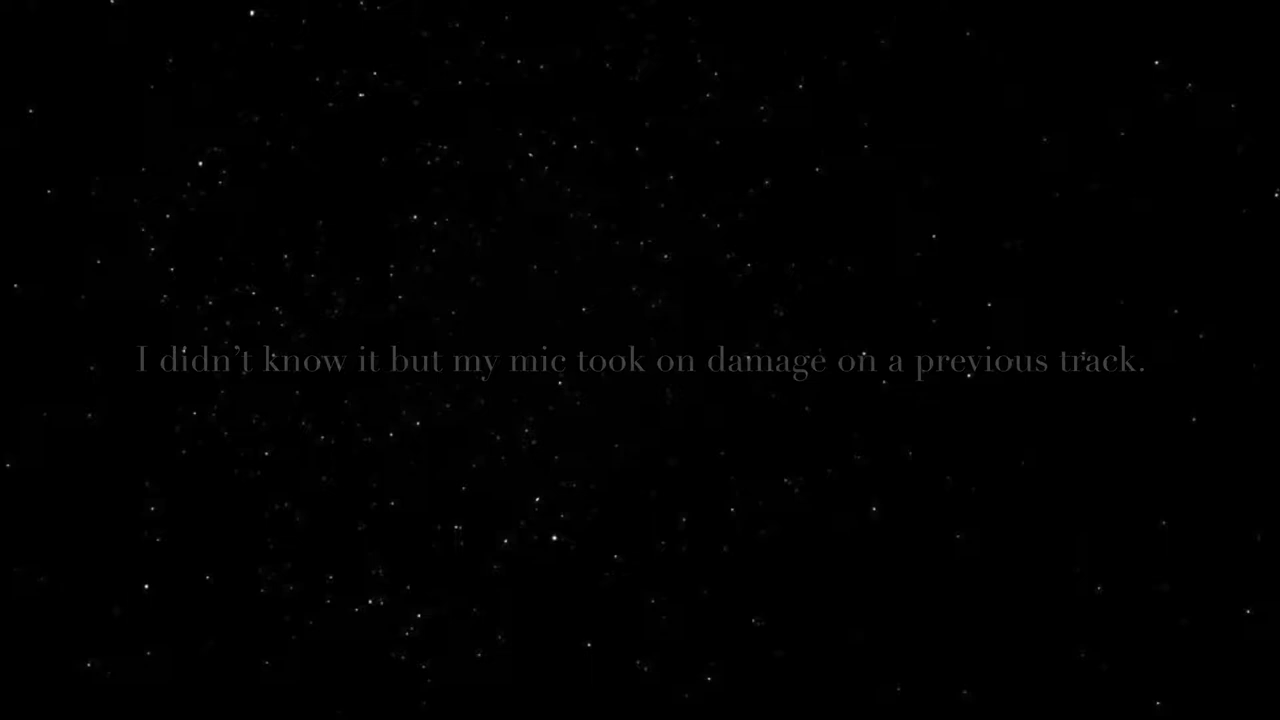 I didn’t know it but my mic took on damage on a previous track.